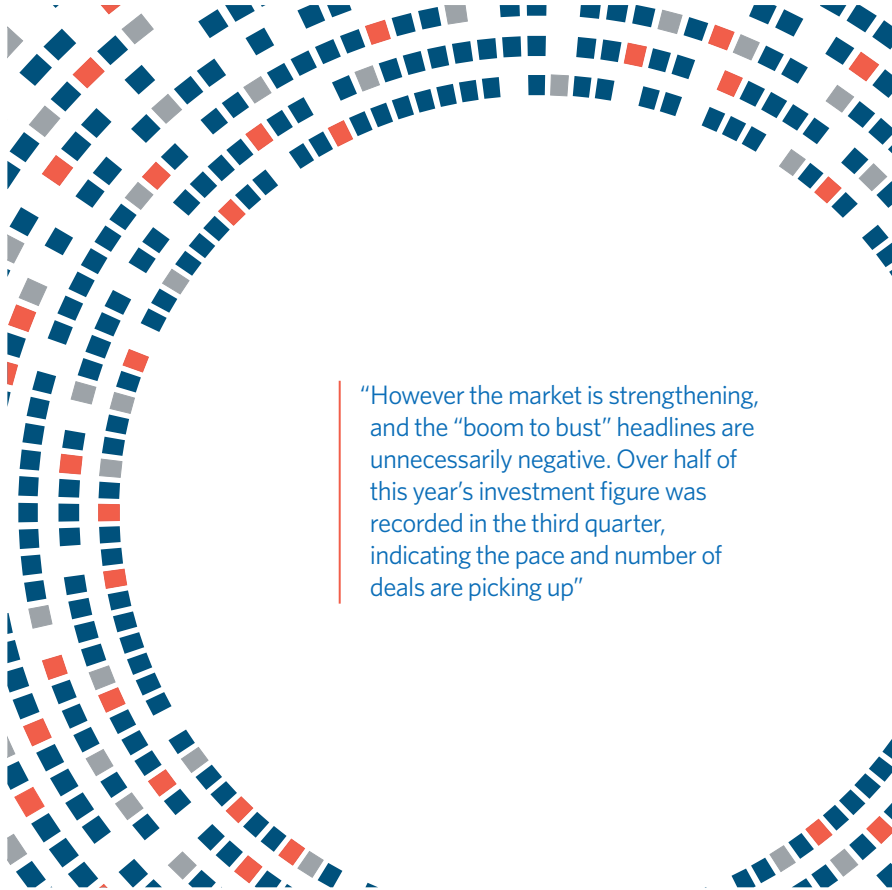 “However the market is strengthening,
and the “boom to bust” headlines are
unnecessarily negative. Over half of
this year’s investment figure was
recorded in the third quarter,
indicating the pace and number of
deals are picking up”